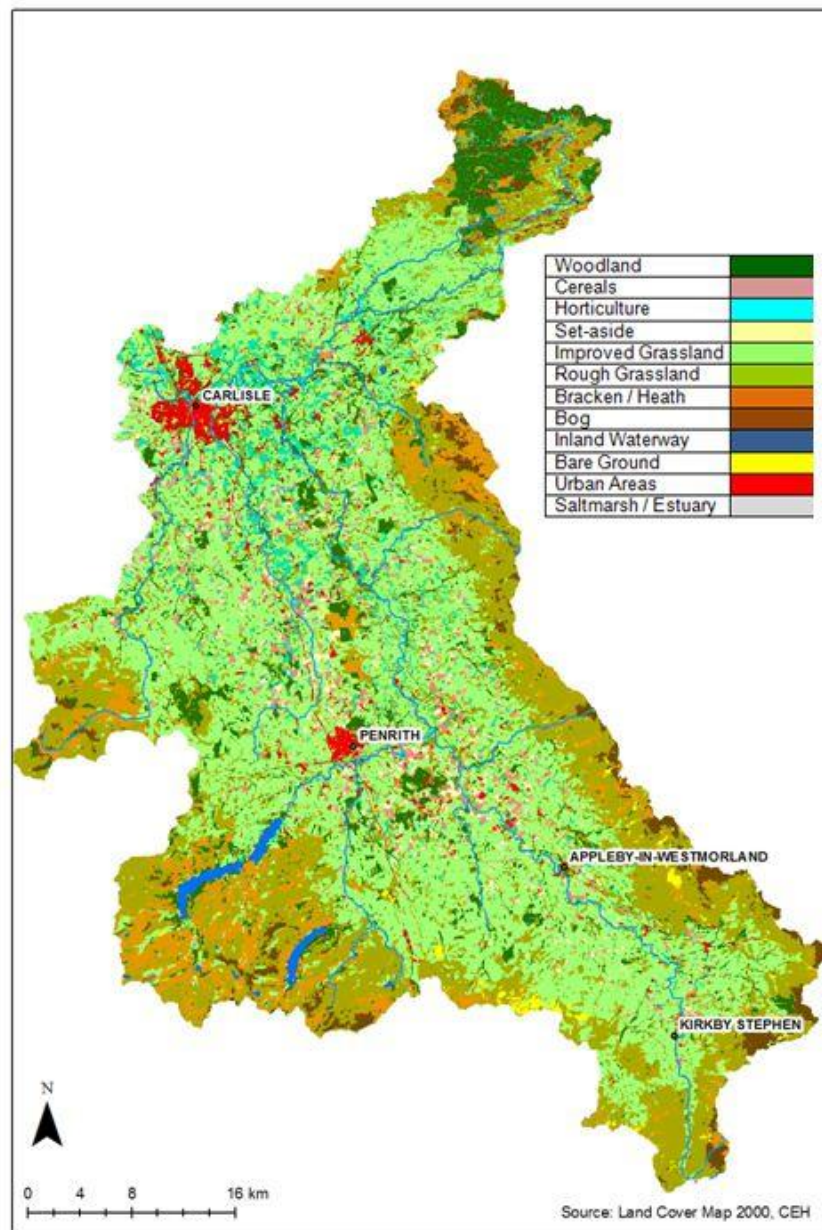 Woodland
Cereals
Horticulture
Set-aside
Improved Grassland
Rough Grassland
Bracken / Heath
Bog
Inland Waterway
Bare Ground
Urban Areas
Saltmarsh / Estuary
CARLISLE
PENRITH
APPLEBY-IN-WESTMORLAND
KIRKBY STEPHEN
N
0 4 8 16 km
Source: Land Cover Map 2000, CEH